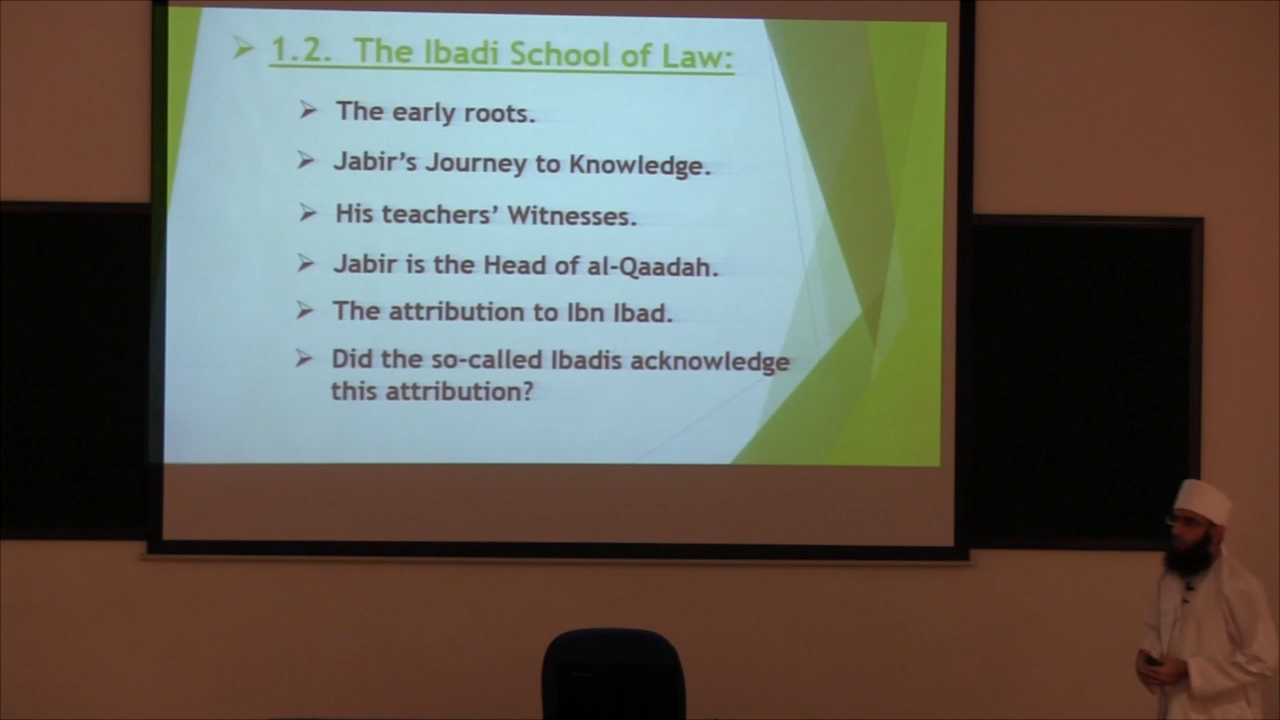 ➢ 1.2. The Ibadi School of Law:
➢ The early roots.
➢ Jabir’s Journey to Knowledge.
➢ His teachers’ Witnesses.
➢ Jabir is the Head of al-Qaadah.
➢ The attribution to Ibn Ibad.
➢ Did the so-called Ibadis acknowledge
this attribution?